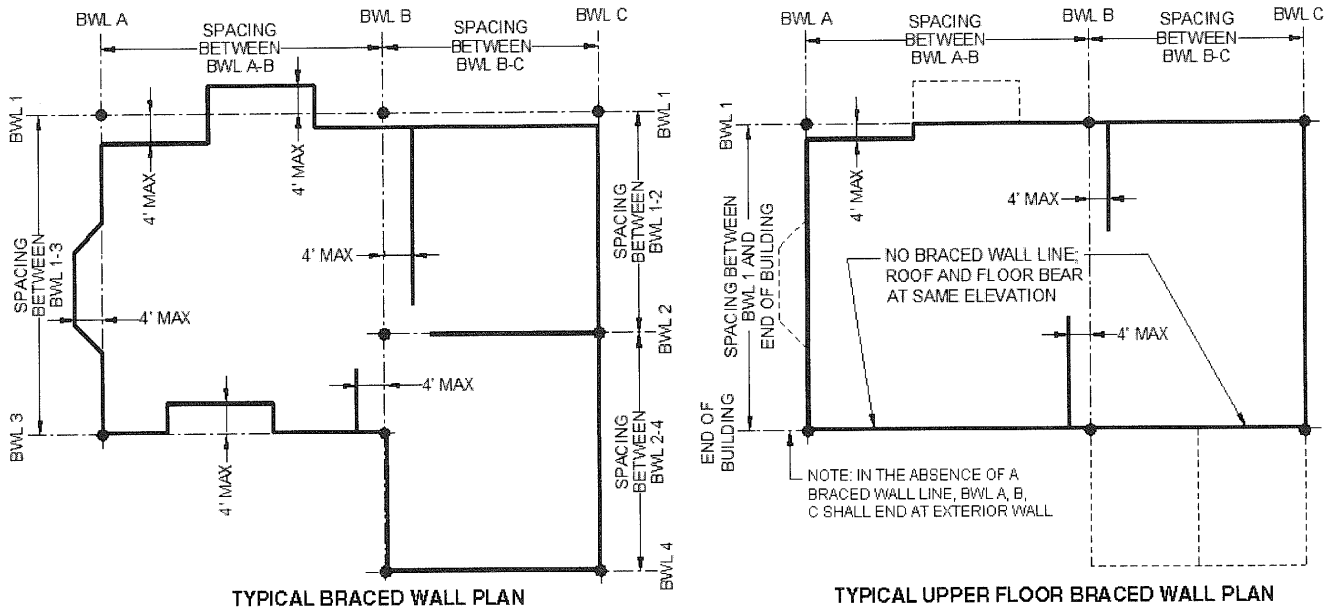 BWL A
SPACING
BETWEEN
BWL A-B
BWL B
SPACING
BETWEEN
BWL B-C
BWL C
BWL 1
BWL 1
4' MAX
4' MAX
SPACING
BETWEEN
BWL 1-3
SPACING
BETWEEN
BWL 1-2
4' MAX
4' MAX
BWL 2
4' MAX
BWL 3
4' MAX
SPACING
BETWEEN
BWL 2-4
BWL 4
TYPICAL BRACED WALL PLAN
SPACING
BETWEEN
BWL A-B
BWL B
SPACING
BETWEEN
BWL B-C
BWL C
BWL A
BWL 1
BWL 1
4' MAX
4' MAX
SPACING BETWEEN
BWL 1 AND
END OF BUILDING
NO BRACED WALL LINE;
ROOF AND FLOOR BEAR
AT SAME ELEVATION
4' MAX
END OF
BUILDING
NOTE: IN THE ABSENCE OF A
BRACED WALL LINE, BWL A, B,
C SHALL END AT EXTERIOR WALL
TYPICAL UPPER FLOOR BRACED WALL PLAN